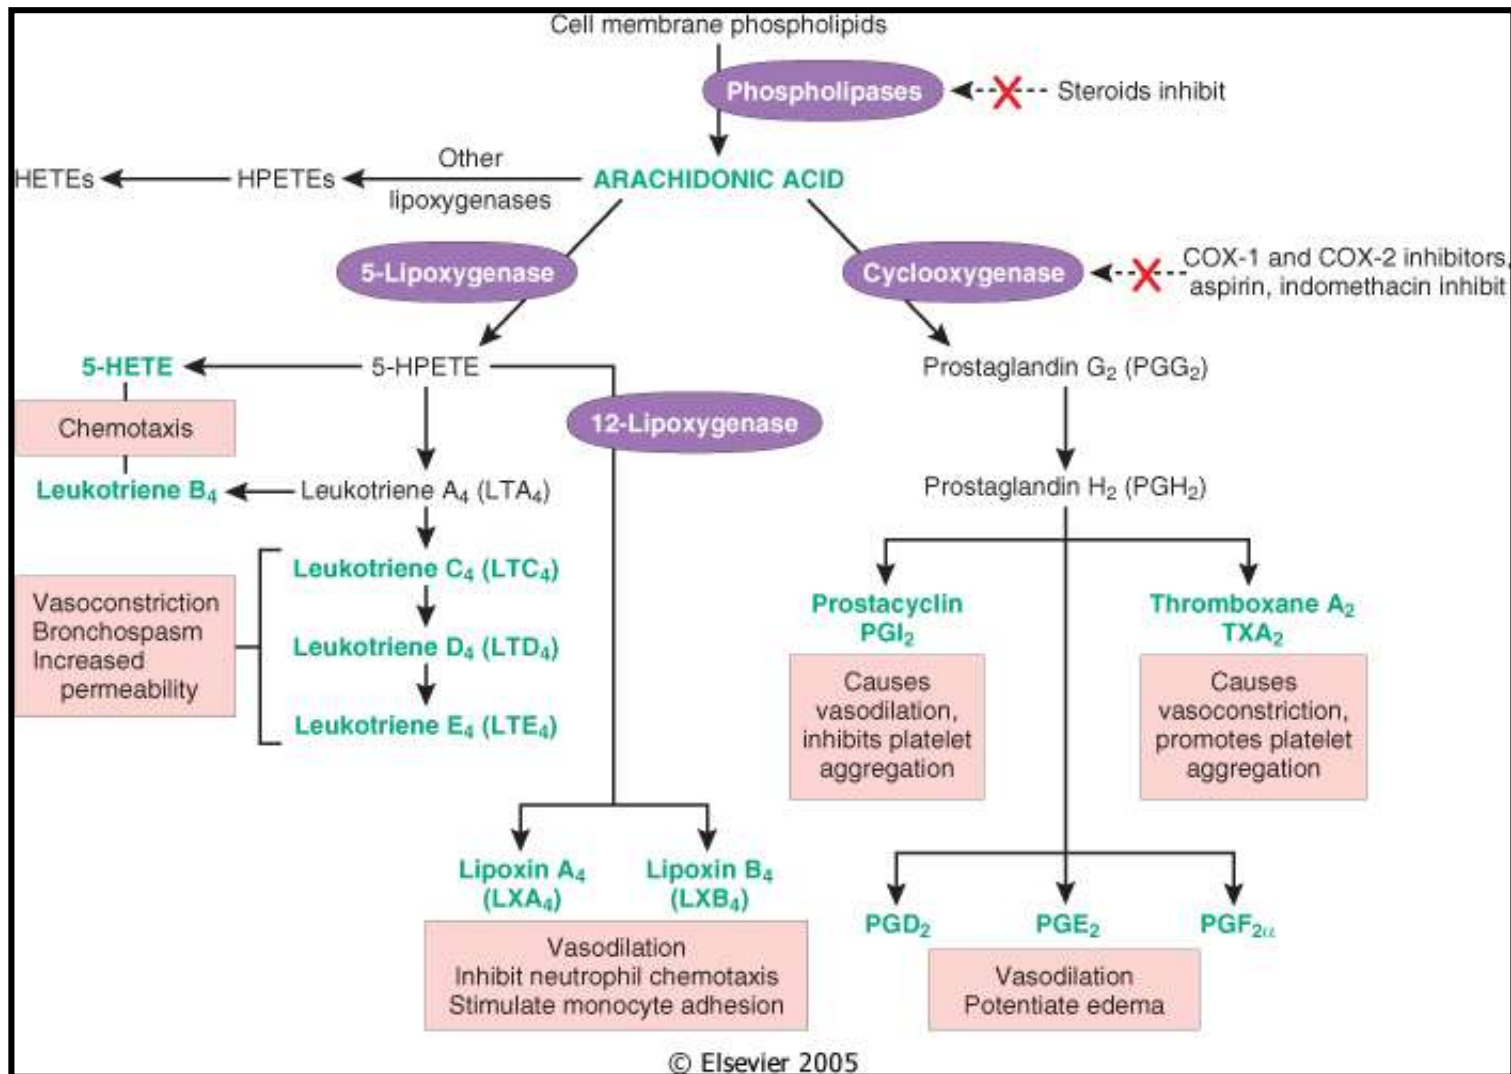 Cell membrane phospholipids
Phospholipases
Steroids inhibit
Other
lipoxygenases
HETEs
HPETEs
ARACHIDONIC ACID
5-Lipoxygenase
Cyclooxygenase
COX-1 and COX-2 inhibitors,
aspirin, indomethacin inhibit
5-HETE
5-HPETE
Prostaglandin G₂ (PGG₂)
Chemotaxis
12-Lipoxygenase
Leukotriene B₄
Leukotriene A₄ (LTA₄)
Prostaglandin H₂ (PGH₂)
Leukotriene C₄ (LTC₄)
Vasoconstriction
Bronchospasm
Increased
permeability
Leukotriene D₄ (LTD₄)
Leukotriene E₄ (LTE₄)
Prostacyclin
PGI₂
Causes
vasodilation,
inhibits platelet
aggregation
Thromboxane A₂
TXA₂
Causes
vasoconstriction,
promotes platelet
aggregation
Lipoxin A₄
(LXA₄)
Lipoxin B₄
(LXB₄)
Vasodilation
Inhibit neutrophil chemotaxis
Stimulate monocyte adhesion
PGD₂
PGE₂
PGF₂α
Vasodilation
Potentiate edema
© Elsevier 2005